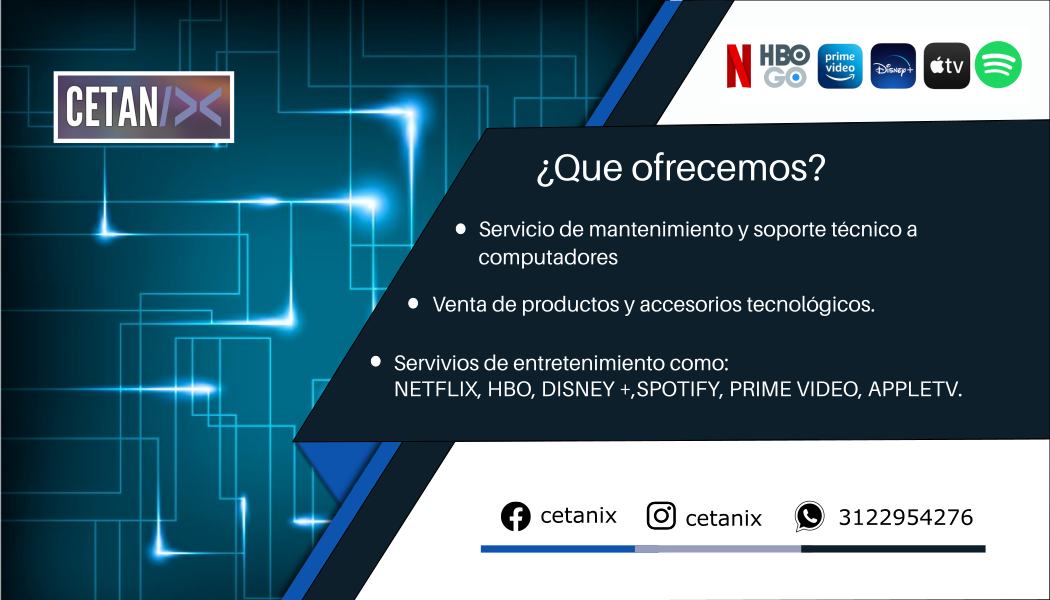 CETANIX
N HBO GO prime video Disney+ tv
¿Que ofrecemos?
Servicio de mantenimiento y soporte técnico a
computadores
Venta de productos y accesorios tecnológicos.
Servivios de entretenimiento como:
NETFLIX, HBO, DISNEY +,SPOTIFY, PRIME VIDEO, APPLETV.
cetanix cetanix 3122954276